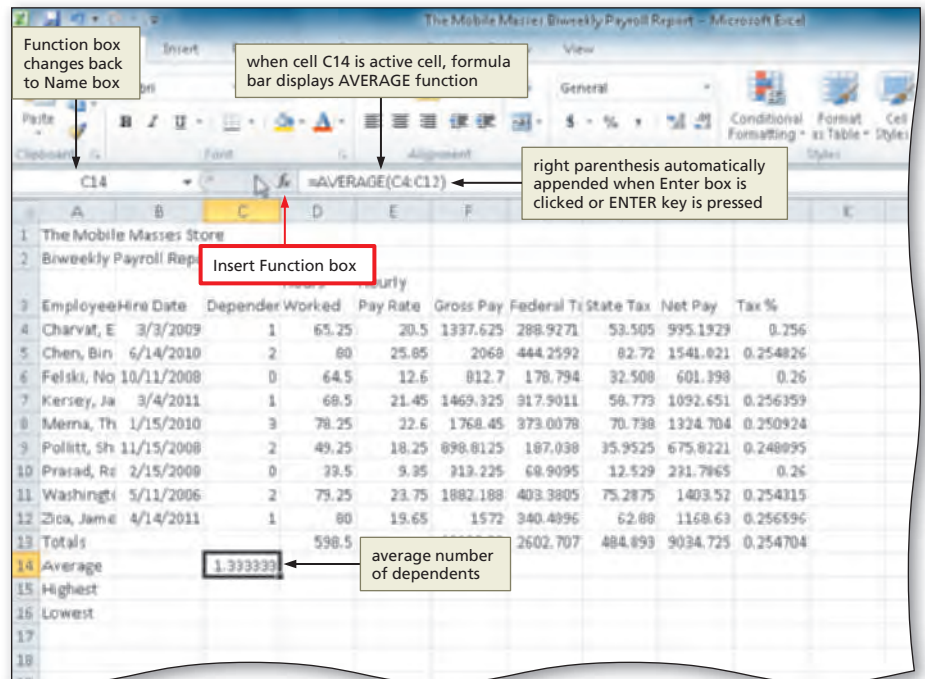 The Mobile Masses Biweekly Payroll Report - Microsoft Excel
Function box changes back to Name box
Insert
View
when cell C14 is active cell, formula bar displays AVERAGE function
General
Paste
B I U
$ - % ,
Conditional Formatting
Format as Table
Cell Styles
Clipboard
Font
Alignment
Styles
C14
fx
=AVERAGE(C4:C12)
right parenthesis automatically appended when Enter box is clicked or ENTER key is pressed
A B C D E F K
1 The Mobile Masses Store
2 Biweekly Payroll Rep
Insert Function box
Hours Hourly
3 Employee Hire Date Depender Worked Pay Rate Gross Pay Federal Ta State Tax Net Pay Tax %
4 Charvat, E 3/3/2009 1 65.25 20.5 1337.625 288.9271 53.505 995.1929 0.256
5 Chen, Bin 6/14/2010 2 80 25.85 2068 444.2592 82.72 1541.021 0.254826
6 Felski, No 10/11/2008 0 64.5 12.6 812.7 178.794 32.508 601.398 0.26
7 Kersey, Ja 3/4/2011 1 68.5 21.45 1469.325 317.9011 58.773 1092.651 0.256359
8 Merna, Th 1/15/2010 3 78.25 22.6 1768.45 373.0078 70.738 1324.704 0.250924
9 Pollitt, Sh 11/15/2008 2 49.25 18.25 898.8125 187.038 35.9525 675.8221 0.248095
10 Prasad, Ra 2/15/2008 0 33.5 9.35 313.225 68.9095 12.529 231.7865 0.26
11 Washingt 5/11/2006 2 79.25 23.75 1882.188 403.3805 75.2875 1403.52 0.254315
12 Zica, Jame 4/14/2011 1 80 19.65 1572 340.4996 62.88 1168.63 0.256596
13 Totals 598.5 2602.707 484.893 9034.725 0.254704
14 Average 1.333333
average number of dependents
15 Highest
16 Lowest
17
18